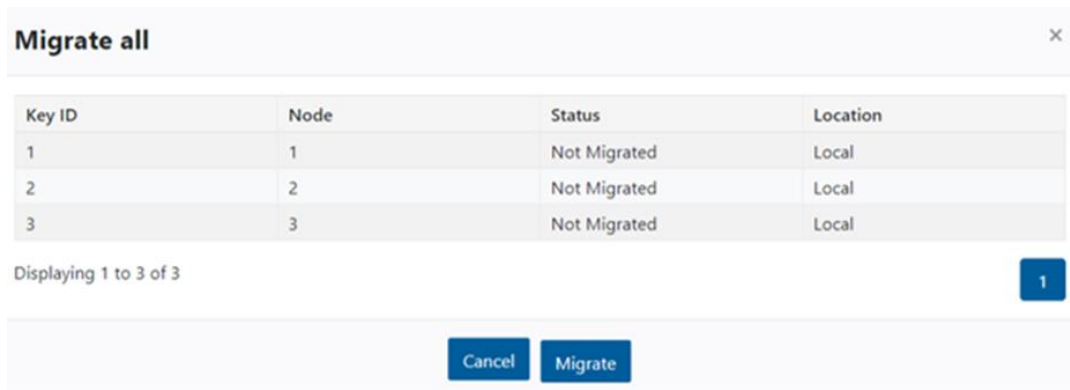 Migrate all ×
Key ID Node Status Location
1 1 Not Migrated Local
2 2 Not Migrated Local
3 3 Not Migrated Local
Displaying 1 to 3 of 3 1
Cancel Migrate